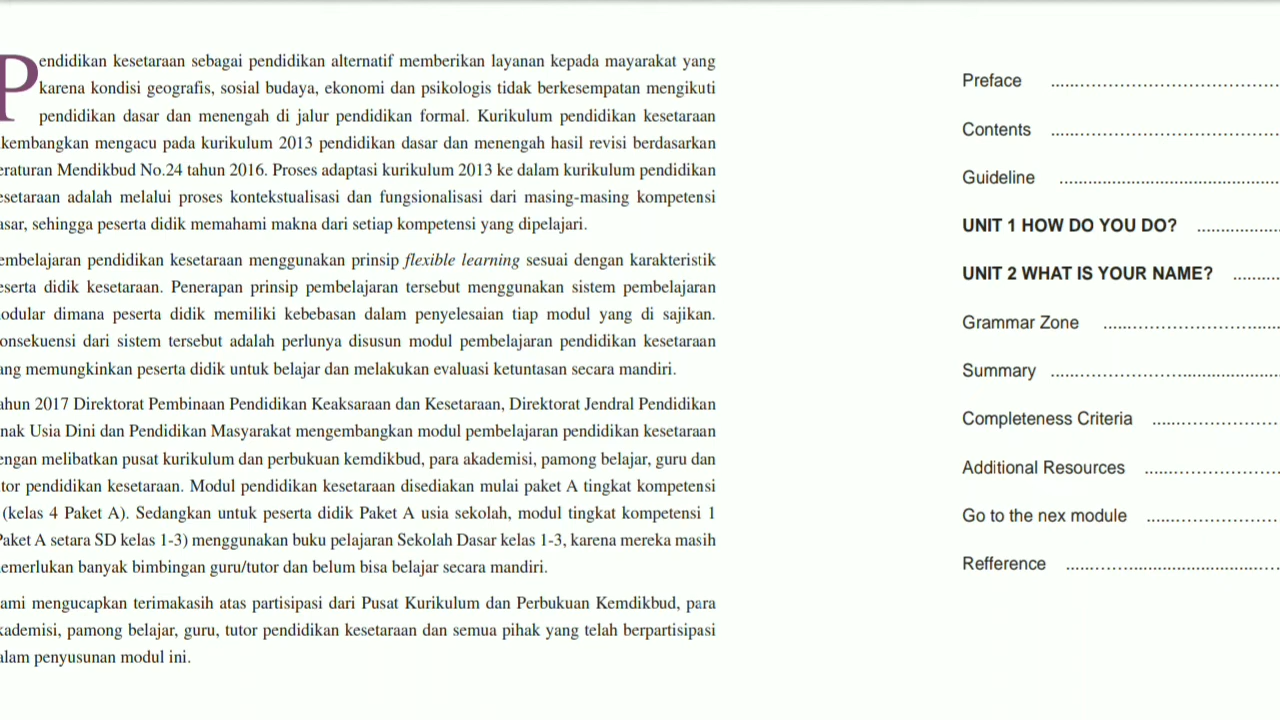 Pendidikan kesetaraan sebagai pendidikan alternatif memberikan layanan kepada mayarakat yang
karena kondisi geografis, sosial budaya, ekonomi dan psikologis tidak berkesempatan mengikuti
pendidikan dasar dan menengah di jalur pendidikan formal. Kurikulum pendidikan kesetaraan
kembangkan mengacu pada kurikulum 2013 pendidikan dasar dan menengah hasil revisi berdasarkan
eraturan Mendikbud No.24 tahun 2016. Proses adaptasi kurikulum 2013 ke dalam kurikulum pendidikan
esetaraan adalah melalui proses kontekstualisasi dan fungsionalisasi dari masing-masing kompetensi
asar, sehingga peserta didik memahami makna dari setiap kompetensi yang dipelajari.
embelajaran pendidikan kesetaraan menggunakan prinsip flexible learning sesuai dengan karakteristik
eserta didik kesetaraan. Penerapan prinsip pembelajaran tersebut menggunakan sistem pembelajaran
odular dimana peserta didik memiliki kebebasan dalam penyelesaian tiap modul yang di sajikan.
onsekuensi dari sistem tersebut adalah perlunya disusun modul pembelajaran pendidikan kesetaraan
ang memungkinkan peserta didik untuk belajar dan melakukan evaluasi ketuntasan secara mandiri.
ahun 2017 Direktorat Pembinaan Pendidikan Keaksaraan dan Kesetaraan, Direktorat Jendral Pendidikan
nak Usia Dini dan Pendidikan Masyarakat mengembangkan modul pembelajaran pendidikan kesetaraan
engan melibatkan pusat kurikulum dan perbukuan kemdikbud, para akademisi, pamong belajar, guru dan
tor pendidikan kesetaraan. Modul pendidikan kesetaraan disediakan mulai paket A tingkat kompetensi
(kelas 4 Paket A). Sedangkan untuk peserta didik Paket A usia sekolah, modul tingkat kompetensi 1
Paket A setara SD kelas 1-3) menggunakan buku pelajaran Sekolah Dasar kelas 1-3, karena mereka masih
emerlukan banyak bimbingan guru/tutor dan belum bisa belajar secara mandiri.
ami mengucapkan terimakasih atas partisipasi dari Pusat Kurikulum dan Perbukuan Kemdikbud, para
kademisi, pamong belajar, guru, tutor pendidikan kesetaraan dan semua pihak yang telah berpartisipasi
alam penyusunan modul ini.
Preface ..........................................
Contents ..........................................
Guideline ........................................
UNIT 1 HOW DO YOU DO? ...............
UNIT 2 WHAT IS YOUR NAME? .........
Grammar Zone ................................
Summary ..........................................
Completeness Criteria .......................
Additional Resources ........................
Go to the nex module ........................
Refference .......................................